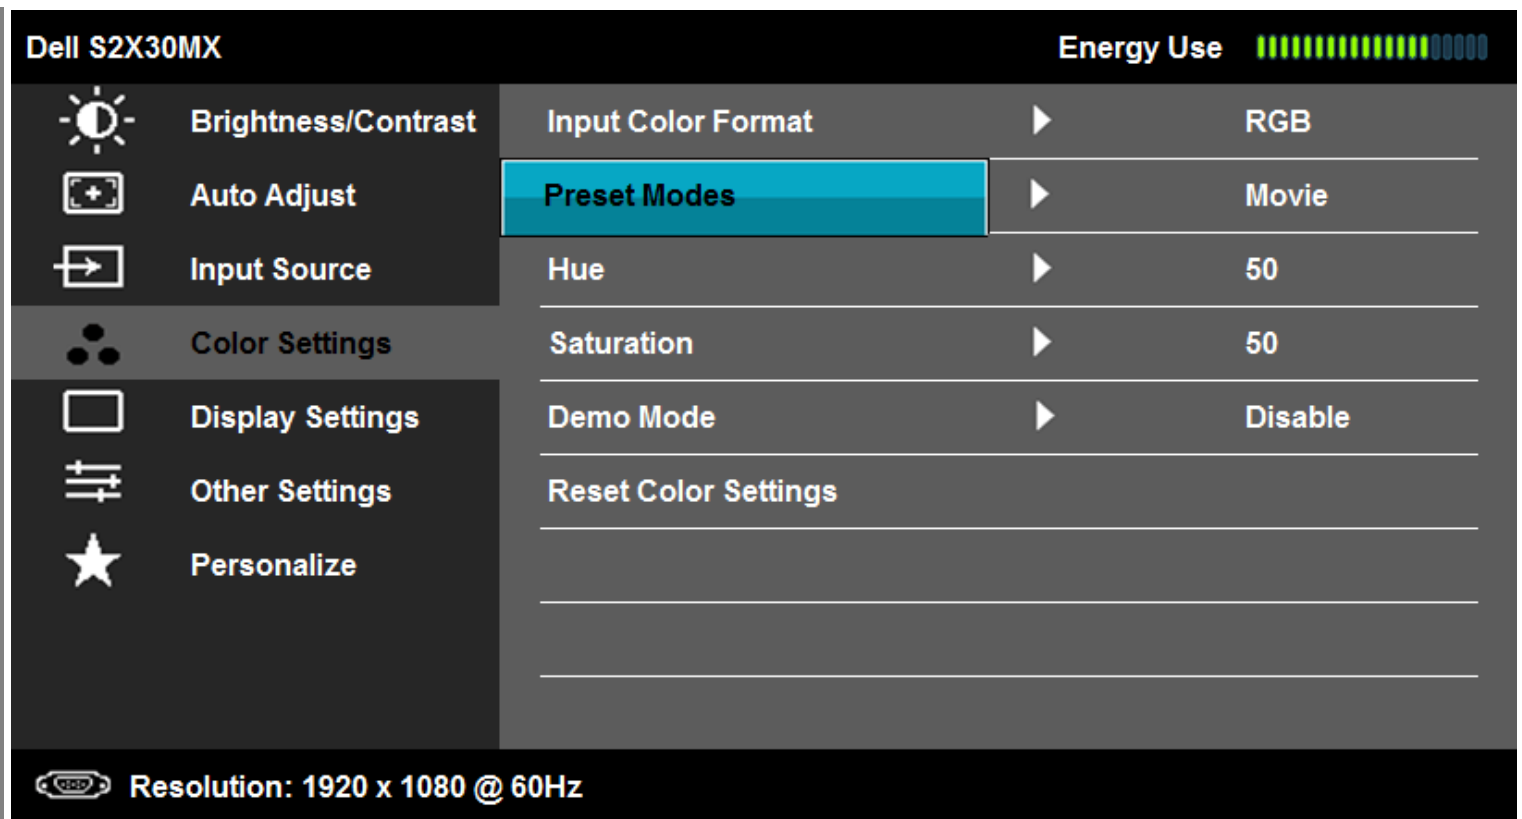 Dell S2X30MX Energy Use
Brightness/Contrast Input Color Format RGB
Auto Adjust Preset Modes Movie
Input Source Hue 50
Color Settings Saturation 50
Display Settings Demo Mode Disable
Other Settings Reset Color Settings
Personalize
Resolution: 1920 x 1080 @ 60Hz